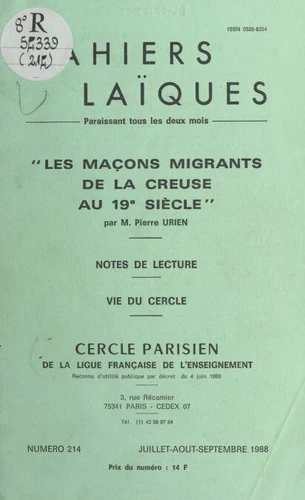 ISSN 0526-8354
8° R
55339
(214)
CAHIERS
LAÏQUES
Paraissant tous les deux mois
"LES MAÇONS MIGRANTS
DE LA CREUSE
AU 19e SIÈCLE"
par M. Pierre URIEN
NOTES DE LECTURE
VIE DU CERCLE
CERCLE PARISIEN
DE LA LIGUE FRANÇAISE DE L'ENSEIGNEMENT
Reconnu d'utilité publique par décret du 4 juin 1880
3, rue Récamier
75341 PARIS - CEDEX 07
Tél. (1) 43 58 97 84
NUMERO 214
JUILLET-AOUT-SEPTEMBRE 1988
Prix du numéro : 14 F